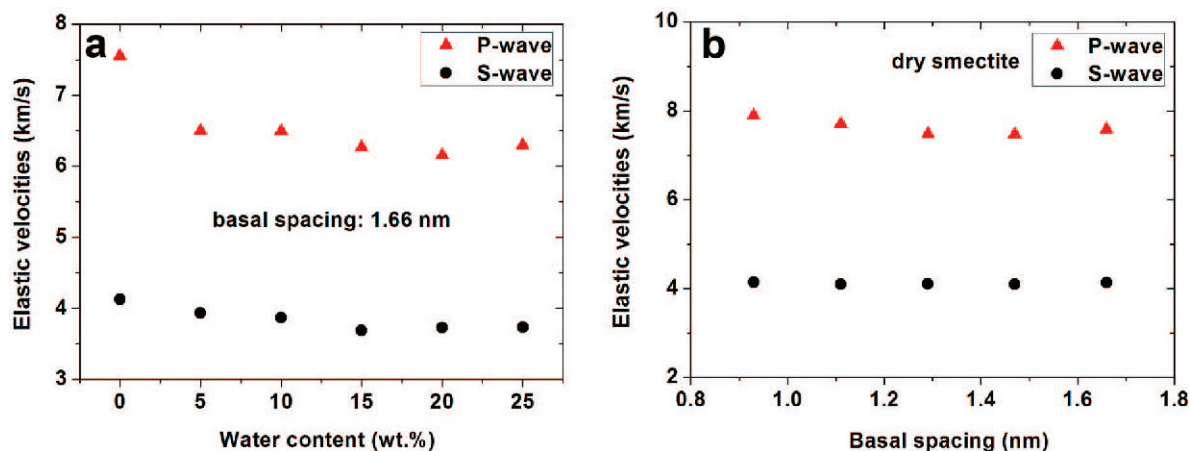 a
P-wave
S-wave
basal spacing: 1.66 nm
Elastic velocities (km/s)
8
7
6
5
4
3
0 5 10 15 20 25
Water content (wt.%)
b
dry smectite
P-wave
S-wave
Elastic velocities (km/s)
10
8
6
4
2
0.8 1.0 1.2 1.4 1.6 1.8
Basal spacing (nm)